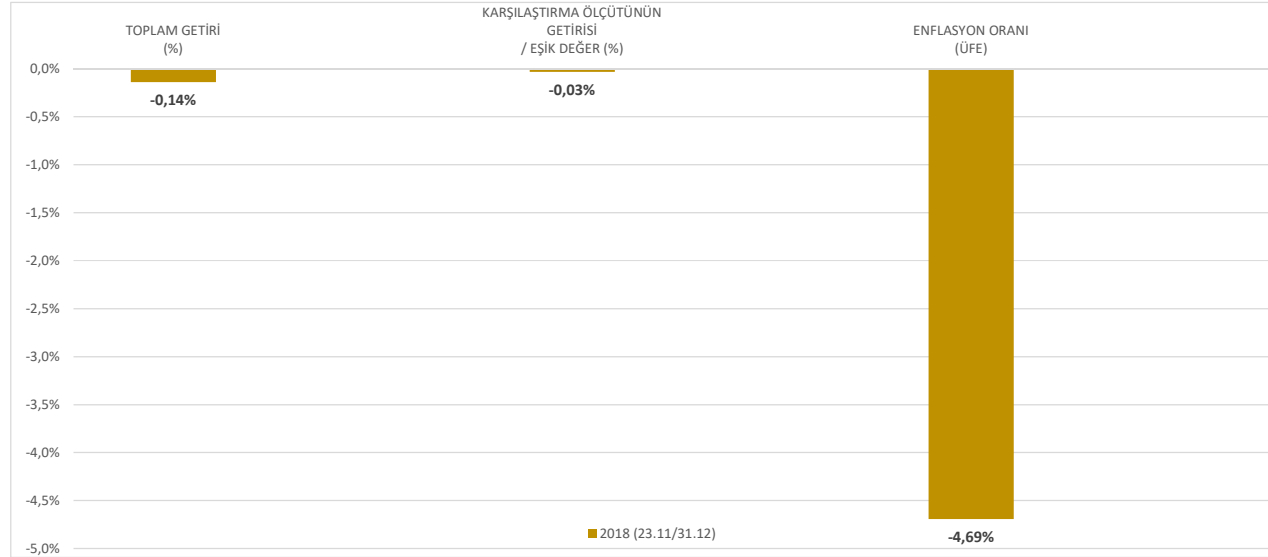 TOPLAM GETİRİ
(%)
KARŞILAŞTIRMA ÖLÇÜTÜNÜN
GETİRİSİ
/ EŞİK DEĞER (%)
ENFLASYON ORANI
(ÜFE)
0,0%
-0,5%
-1,0%
-1,5%
-2,0%
-2,5%
-3,0%
-3,5%
-4,0%
-4,5%
-5,0%
-0,14%
-0,03%
-4,69%
2018 (23.11/31.12)